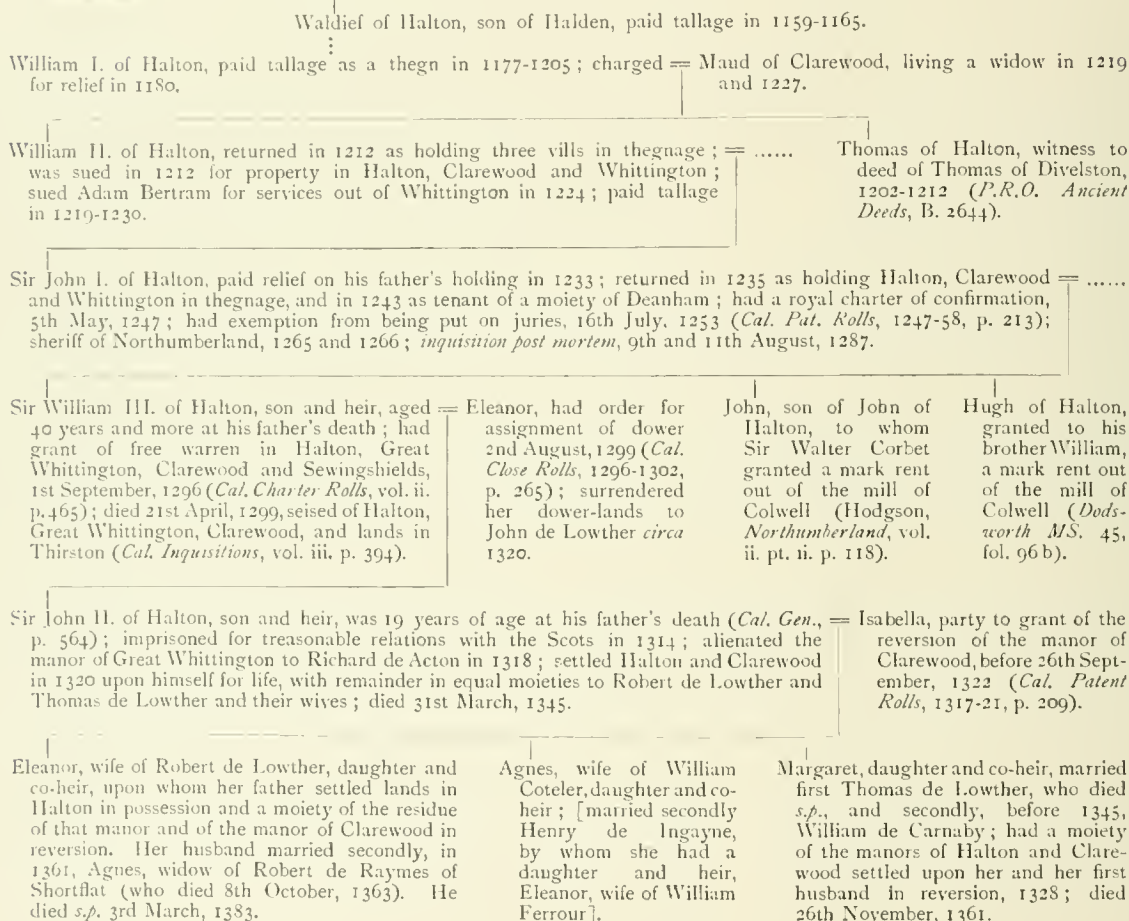 Waldief of Halton, son of Halden, paid tallage in 1159-1165.
William I. of Halton, paid tallage as a thegn in 1177-1205; charged
for relief in 1180.
= Maud of Clarewood, living a widow in 1219
and 1227.
William II. of Halton, returned in 1212 as holding three vills in thegnage; = ......
was sued in 1212 for property in Halton, Clarewood and Whittington;
sued Adam Bertram for services out of Whittington in 1224; paid tallage
in 1219-1230.
Thomas of Halton, witness to
deed of Thomas of Divelston,
1202-1212 (P.R.O. Ancient
Deeds, B. 2644).
Sir John I. of Halton, paid relief on his father's holding in 1233; returned in 1235 as holding Halton, Clarewood = ......
and Whittington in thegnage, and in 1243 as tenant of a moiety of Deanham; had a royal charter of confirmation,
5th May, 1247; had exemption from being put on juries, 16th July, 1253 (Cal. Pat. Rolls, 1247-58, p. 213);
sheriff of Northumberland, 1265 and 1266; inquisition post mortem, 9th and 11th August, 1287.
Sir William III. of Halton, son and heir, aged
40 years and more at his father's death; had
grant of free warren in Halton, Great
Whittington, Clarewood and Sewingshields,
1st September, 1296 (Cal. Charter Rolls, vol. ii.
p. 465); died 21st April, 1299, seised of Halton,
Great Whittington, Clarewood, and lands in
Thirston (Cal. Inquisitions, vol. iii. p. 394).
= Eleanor, had order for
assignment of dower
2nd August, 1299 (Cal.
Close Rolls, 1296-1302,
p. 265); surrendered
her dower-lands to
John de Lowther circa
1320.
John, son of John of
Halton, to whom
Sir Walter Corbet
granted a mark rent
out of the mill of
Colwell (Hodgson,
Northumberland, vol.
ii. pt. ii. p. 118).
Hugh of Halton,
granted to his
brother William,
a mark rent out
of the mill of
Colwell (Dods-
worth MS. 45,
fol. 96 b).
Sir John II. of Halton, son and heir, was 19 years of age at his father's death (Cal. Gen.,
p. 564); imprisoned for treasonable relations with the Scots in 1314; alienated the
manor of Great Whittington to Richard de Acton in 1318; settled Halton and Clarewood
in 1320 upon himself for life, with remainder in equal moieties to Robert de Lowther and
Thomas de Lowther and their wives; died 31st March, 1345.
= Isabella, party to grant of the
reversion of the manor of
Clarewood, before 26th Sept-
ember, 1322 (Cal. Patent
Rolls, 1317-21, p. 209).
Eleanor, wife of Robert de Lowther, daughter and
co-heir, upon whom her father settled lands in
Halton in possession and a moiety of the residue
of that manor and of the manor of Clarewood in
reversion. Her husband married secondly, in
1361, Agnes, widow of Robert de Raymes of
Shortflat (who died 8th October, 1363). He
died s.p. 3rd March, 1383.
Agnes, wife of William
Coteler, daughter and co-
heir; [married secondly
Henry de Ingayne,
by whom she had a
daughter and heir,
Eleanor, wife of William
Ferrour].
Margaret, daughter and co-heir, married
first Thomas de Lowther, who died
s.p., and secondly, before 1345,
William de Carnaby; had a moiety
of the manors of Halton and Clare-
wood settled upon her and her first
husband in reversion, 1328; died
26th November, 1361.